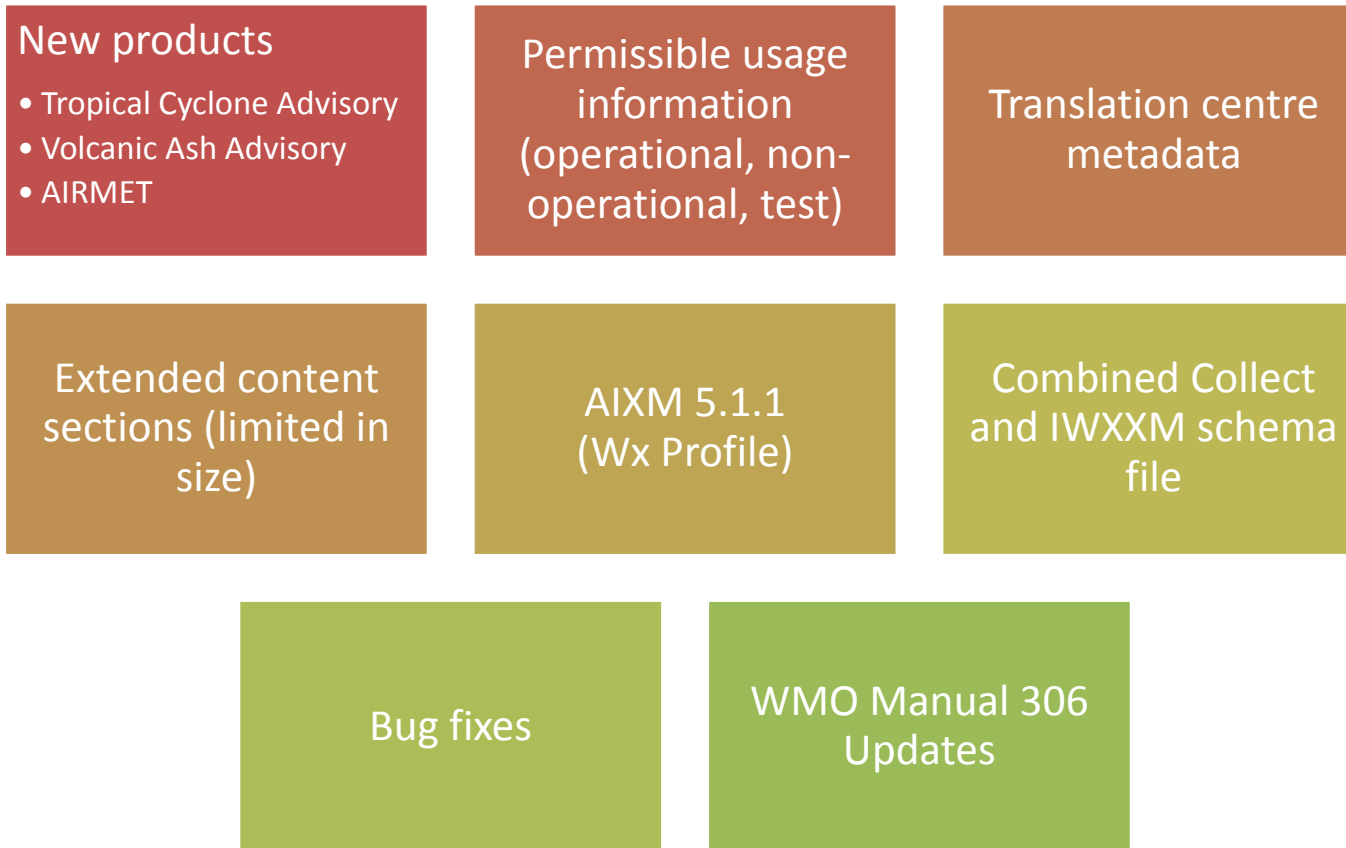 New products
• Tropical Cyclone Advisory
• Volcanic Ash Advisory
• AIRMET
Permissible usage
information
(operational, non-
operational, test)
Translation centre
metadata
Extended content
sections (limited in
size)
AIXM 5.1.1
(Wx Profile)
Combined Collect
and IWXXM schema
file
Bug fixes
WMO Manual 306
Updates